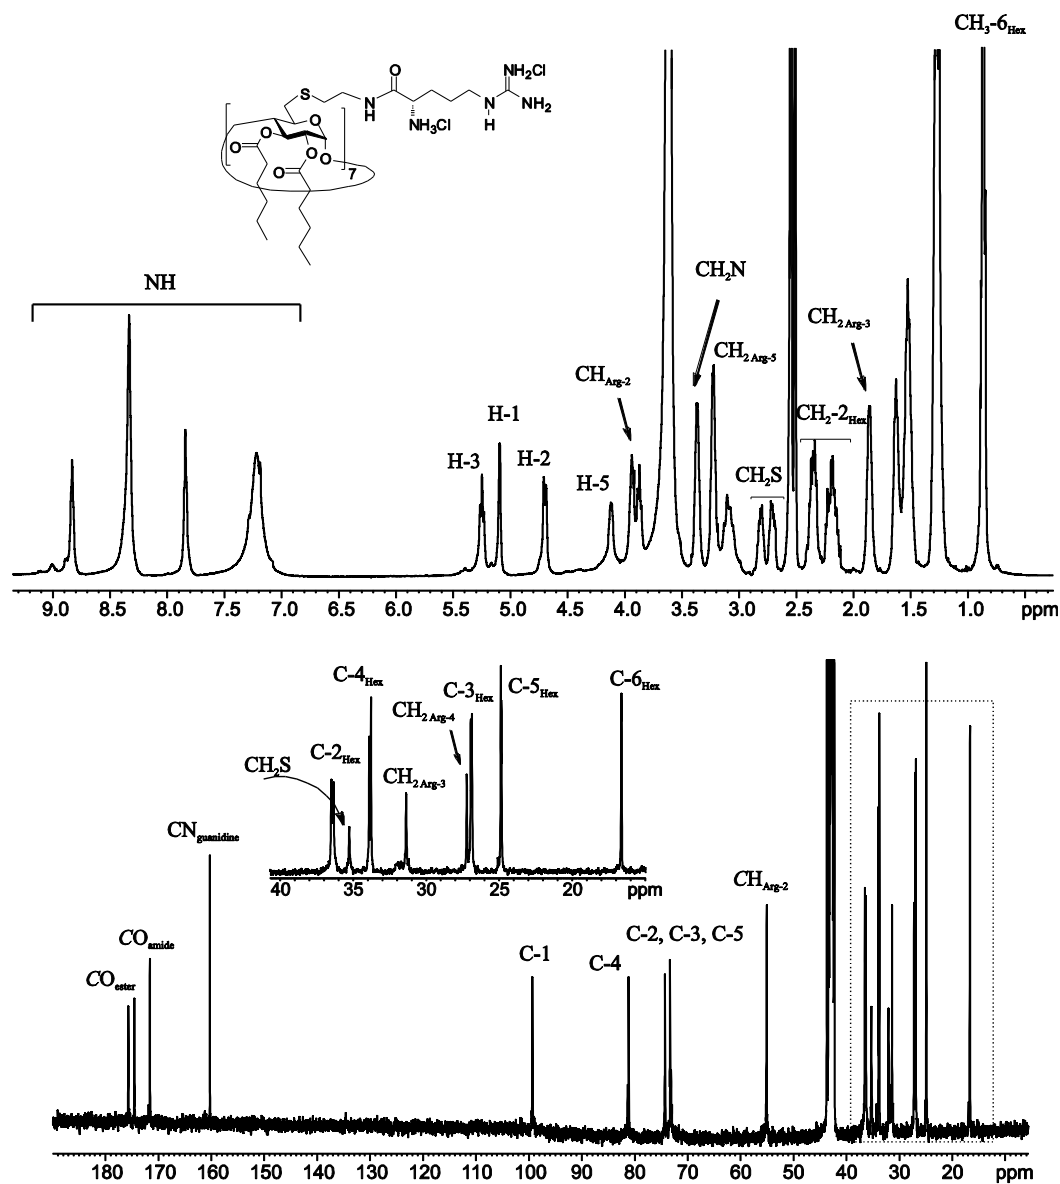 CH3-6Hex
O
NH2Cl
S
N
H
N
H
NH2
NH3Cl
O
O
O
O
O
O
7
NH
CH2N
CH2 Arg-3
CH2 Arg-5
CHArg-2
H-1
CH2-2Hex
H-3
H-2
CH2S
H-5
9.0 8.5 8.0 7.5 7.0 6.5 6.0 5.5 5.0 4.5 4.0 3.5 3.0 2.5 2.0 1.5 1.0 ppm
C-4Hex
C-3Hex
C-5Hex
C-6Hex
CH2 Arg-4
C-2Hex
CH2S
CH2 Arg-3
40 35 30 25 20 ppm
CNguanidine
CHArg-2
COamide
C-2, C-3, C-5
C-1
C-4
COester
180 170 160 150 140 130 120 110 100 90 80 70 60 50 40 30 20 ppm